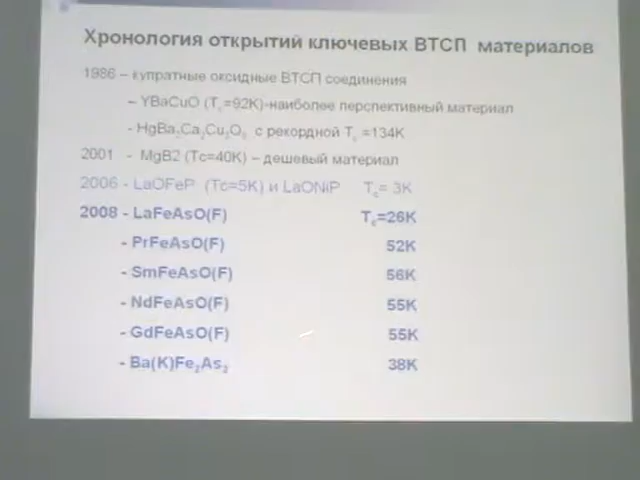 Хронология открытий ключевых ВТСП материалов
1986 – купратные оксидные ВТСП соединения
– YBaCuO (Tc=92K)-наиболее перспективный материал
- HgBa2Ca2Cu3O8 с рекордной Tc =134K
2001 - MgB2 (Tc=40K) – дешевый материал
2006 - LaOFeP (Tc=5K) и LaONiP Tc= 3K
2008 - LaFeAsO(F) Tc=26K
- PrFeAsO(F) 52K
- SmFeAsO(F) 56K
- NdFeAsO(F) 55K
- GdFeAsO(F) 55K
- Ba(K)Fe2As2 38K